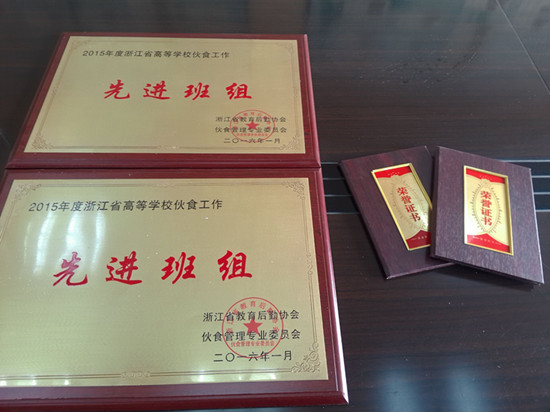 2015年度浙江省高等学校伙食工作
先进班组
浙江省教育后勤协会
伙食管理专业委员会
二〇一六年一月
2015年度浙江省高等学校伙食工作
先进班组
浙江省教育后勤协会
伙食管理专业委员会
二〇一六年一月
荣誉证书
荣誉证书